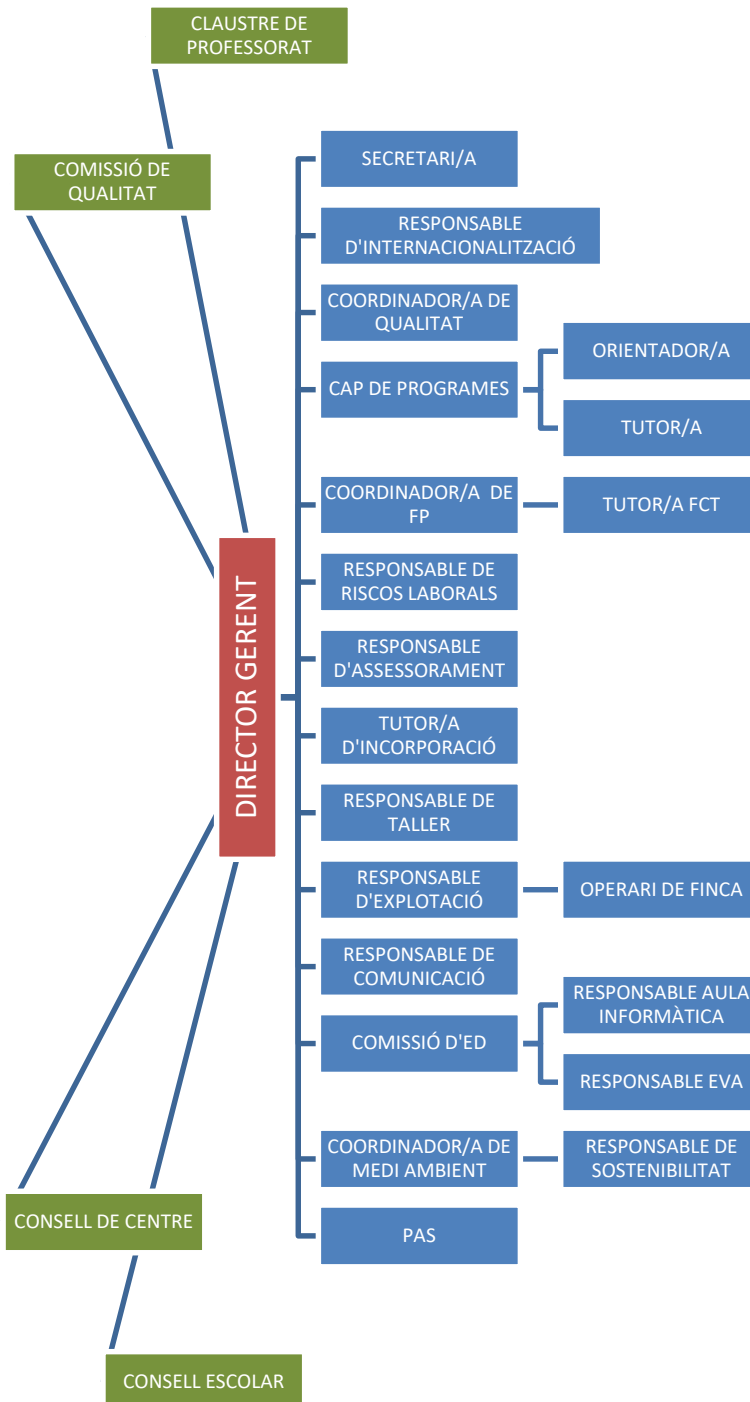 CLAUSTRE DE
PROFESSORAT
COMISSIÓ DE
QUALITAT
DIRECTOR GERENT
CONSELL DE CENTRE
CONSELL ESCOLAR
SECRETARI/A
RESPONSABLE
D'INTERNACIONALITZACIÓ
COORDINADOR/A DE
QUALITAT
CAP DE PROGRAMES
ORIENTADOR/A
TUTOR/A
COORDINADOR/A DE
FP
TUTOR/A FCT
RESPONSABLE DE
RISCOS LABORALS
RESPONSABLE
D'ASSESSORAMENT
TUTOR/A
D'INCORPORACIÓ
RESPONSABLE DE
TALLER
RESPONSABLE
D'EXPLOTACIÓ
OPERARI DE FINCA
RESPONSABLE DE
COMUNICACIÓ
COMISSIÓ D'ED
RESPONSABLE AULA
INFORMÀTICA
RESPONSABLE EVA
COORDINADOR/A DE
MEDI AMBIENT
RESPONSABLE DE
SOSTENIBILITAT
PAS